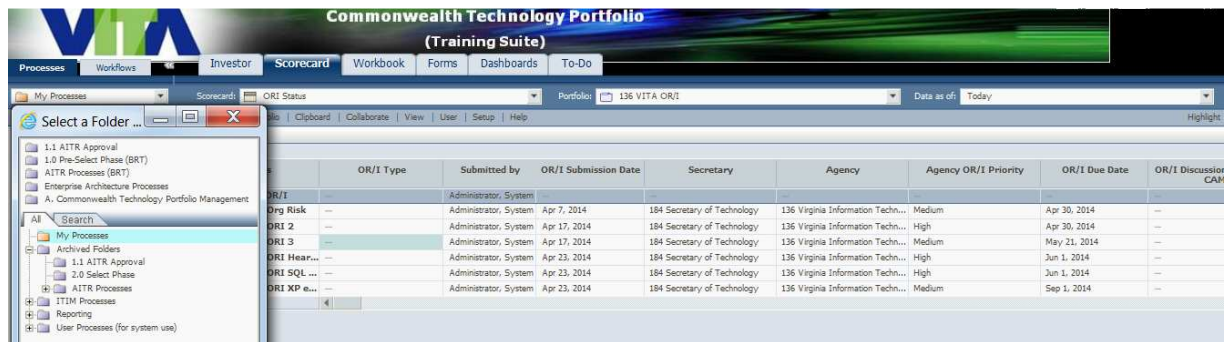 VITA
Commonwealth Technology Portfolio
(Training Suite)
Processes Workflows Investor Scorecard Workbook Forms Dashboards To-Do
My Processes Scorecard: ORI Status Portfolio: 136 VITA OR/I Data as of: Today
Clipboard | Collaborate | View | User | Setup | Help Highlight
Select a Folder ...
1.1 AITR Approval
1.0 Pre-Select Phase (BRT)
AITR Processes (BRT)
Enterprise Architecture Processes
A. Commonwealth Technology Portfolio Management
All Search
My Processes
Archived Folders
1.1 AITR Approval
2.0 Select Phase
AITR Processes
ITIM Processes
Reporting
User Processes (for system use)
OR/I Type Submitted by OR/I Submission Date Secretary Agency Agency OR/I Priority OR/I Due Date OR/I Discussion
CAM
OR/I -- Administrator, System -- -- -- -- -- --
Org Risk -- Administrator, System Apr 7, 2014 184 Secretary of Technology 136 Virginia Information Techn... Medium Apr 30, 2014 --
ORI 2 -- Administrator, System Apr 17, 2014 184 Secretary of Technology 136 Virginia Information Techn... High Apr 30, 2014 --
ORI 3 -- Administrator, System Apr 17, 2014 184 Secretary of Technology 136 Virginia Information Techn... Medium May 21, 2014 --
ORI Hear... -- Administrator, System Apr 23, 2014 184 Secretary of Technology 136 Virginia Information Techn... High Jun 1, 2014 --
ORI SQL ... -- Administrator, System Apr 23, 2014 184 Secretary of Technology 136 Virginia Information Techn... High Jun 1, 2014 --
ORI XP e... -- Administrator, System Apr 23, 2014 184 Secretary of Technology 136 Virginia Information Techn... Medium Sep 1, 2014 --